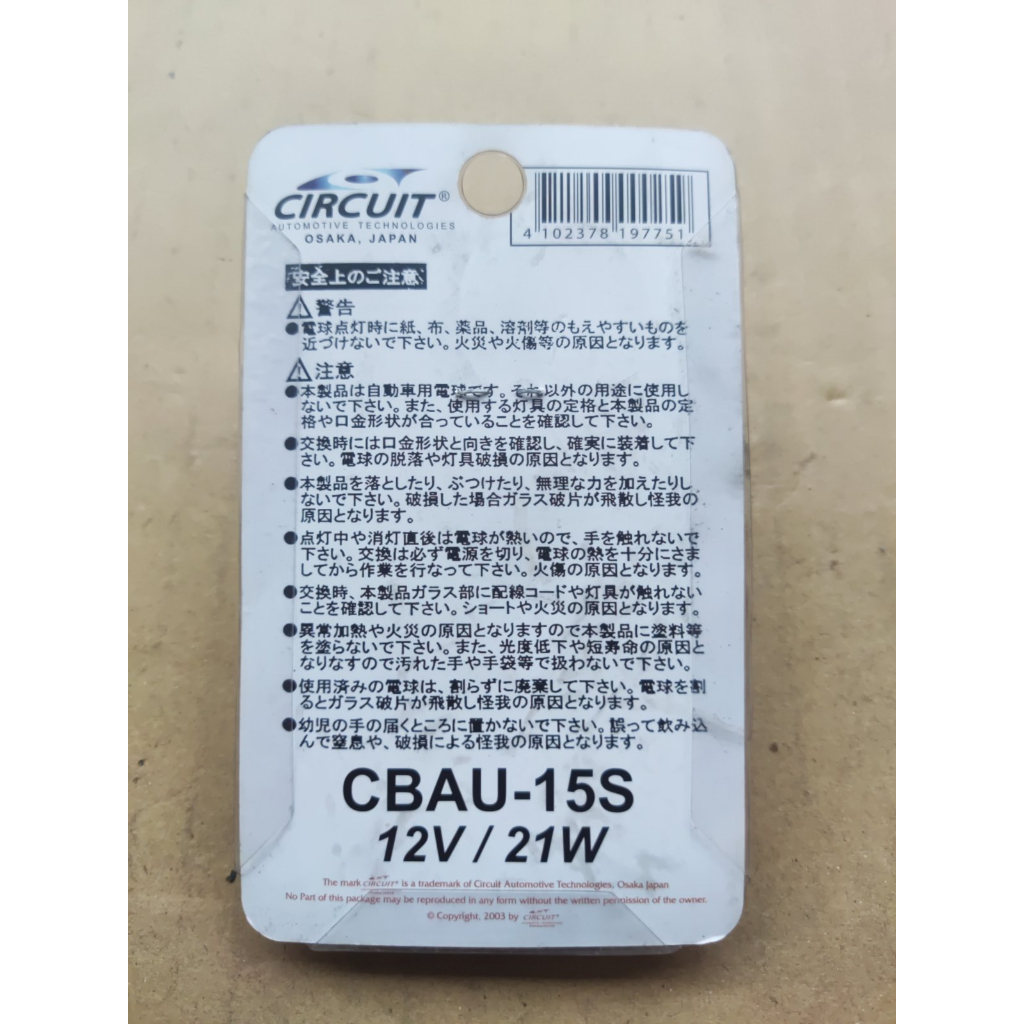 CIRCUIT®
AUTOMOTIVE TECHNOLOGIES
OSAKA, JAPAN
4 102378 197751
安全上のご注意
警告
●電球点灯時に紙、布、薬品、溶剤等のもえやすいものを
近づけないで下さい。火災や火傷等の原因となります。
注意
●本製品は自動車用電球です。それ以外の用途に使用し
ないで下さい。また、使用する灯具の定格と本製品の定
格や口金形状が合っていることを確認して下さい。
●交換時には口金形状と向きを確認し、確実に装着して下
さい。電球の脱落や灯具破損の原因となります。
●本製品を落としたり、ぶつけたり、無理な力を加えたりし
ないで下さい。破損した場合ガラス破片が飛散し怪我の
原因となります。
●点灯中や消灯直後は電球が熱いので、手を触れないで
下さい。交換は必ず電源を切り、電球の熱を十分にさま
してから作業を行なって下さい。火傷の原因となります。
●交換時、本製品ガラス部に配線コードや灯具が触れない
ことを確認して下さい。ショートや火災の原因となります。
●異常加熱や火災の原因となりますので本製品に塗料等
を塗らないで下さい。また、光度低下や短寿命の原因と
なりなすので汚れた手や手袋等で扱わないで下さい。
●使用済みの電球は、割らずに廃棄して下さい。電球を割
るとガラス破片が飛散し怪我の原因となります。
●幼児の手の届くところに置かないで下さい。誤って飲み込
んで窒息や、破損による怪我の原因となります。
CBAU-15S
12V / 21W
The mark CIRCUIT® is a trademark of Circuit Automotive Technologies, Osaka Japan
No Part of this package may be reproduced in any form without the written permission of the owner.
© Copyright. 2003 by CIRCUIT